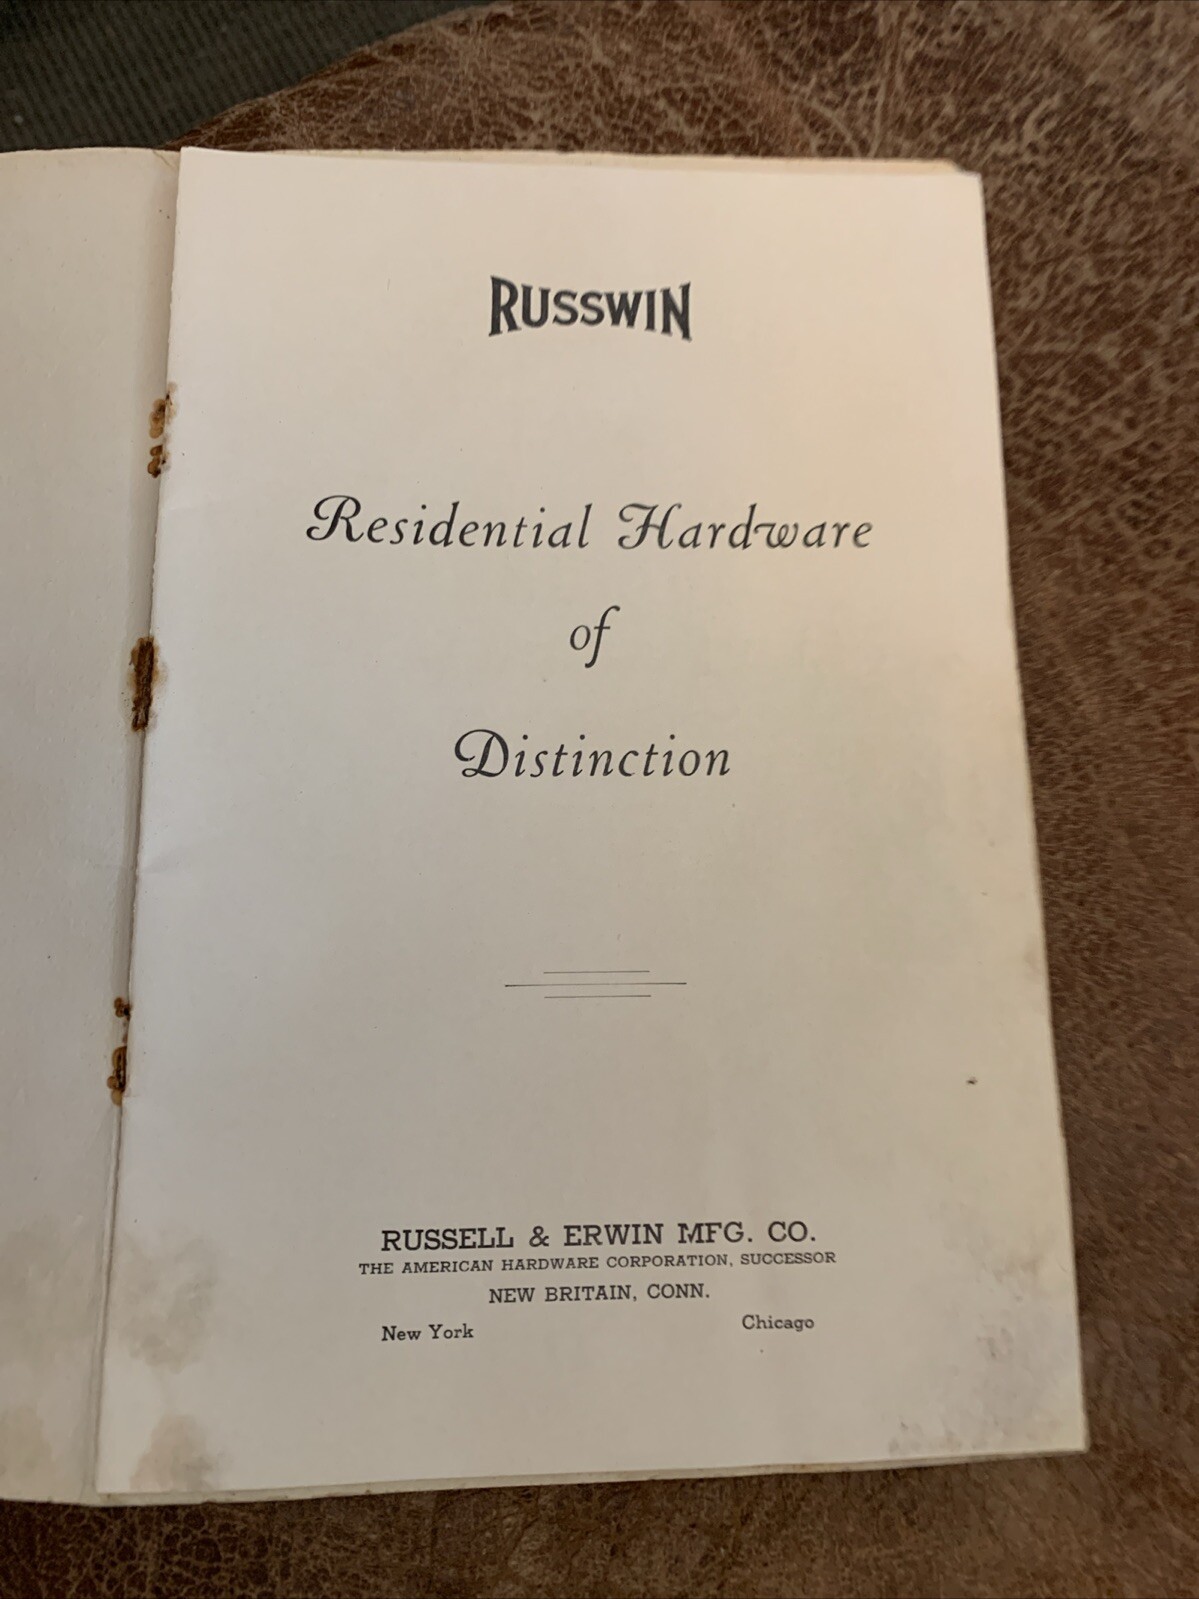 RUSSWIN
Residential Hardware
of
Distinction
RUSSELL & ERWIN MFG. CO.
THE AMERICAN HARDWARE CORPORATION, SUCCESSOR
NEW BRITAIN, CONN.
New York Chicago